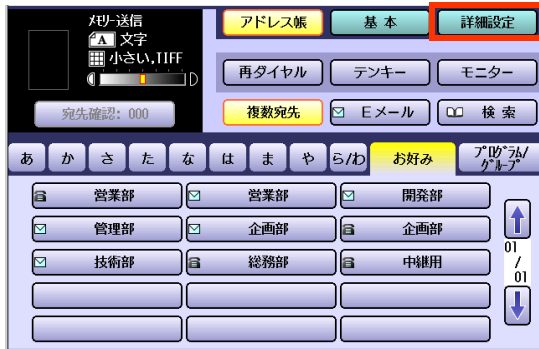 ﾒﾓﾘｰ送信
A 文字
小さい,TIFF
宛先確認: 000
アドレス帳
基本
詳細設定
再ダイヤル
テンキー
モニター
複数宛先
Eメール
検索
あ
か
さ
た
な
は
ま
や
ら/わ
お好み
ﾌﾟﾛｸﾞﾗﾑ/
ｸﾞﾙｰﾌﾟ
営業部
営業部
開発部
管理部
企画部
企画部
技術部
総務部
中継用
01
/
01